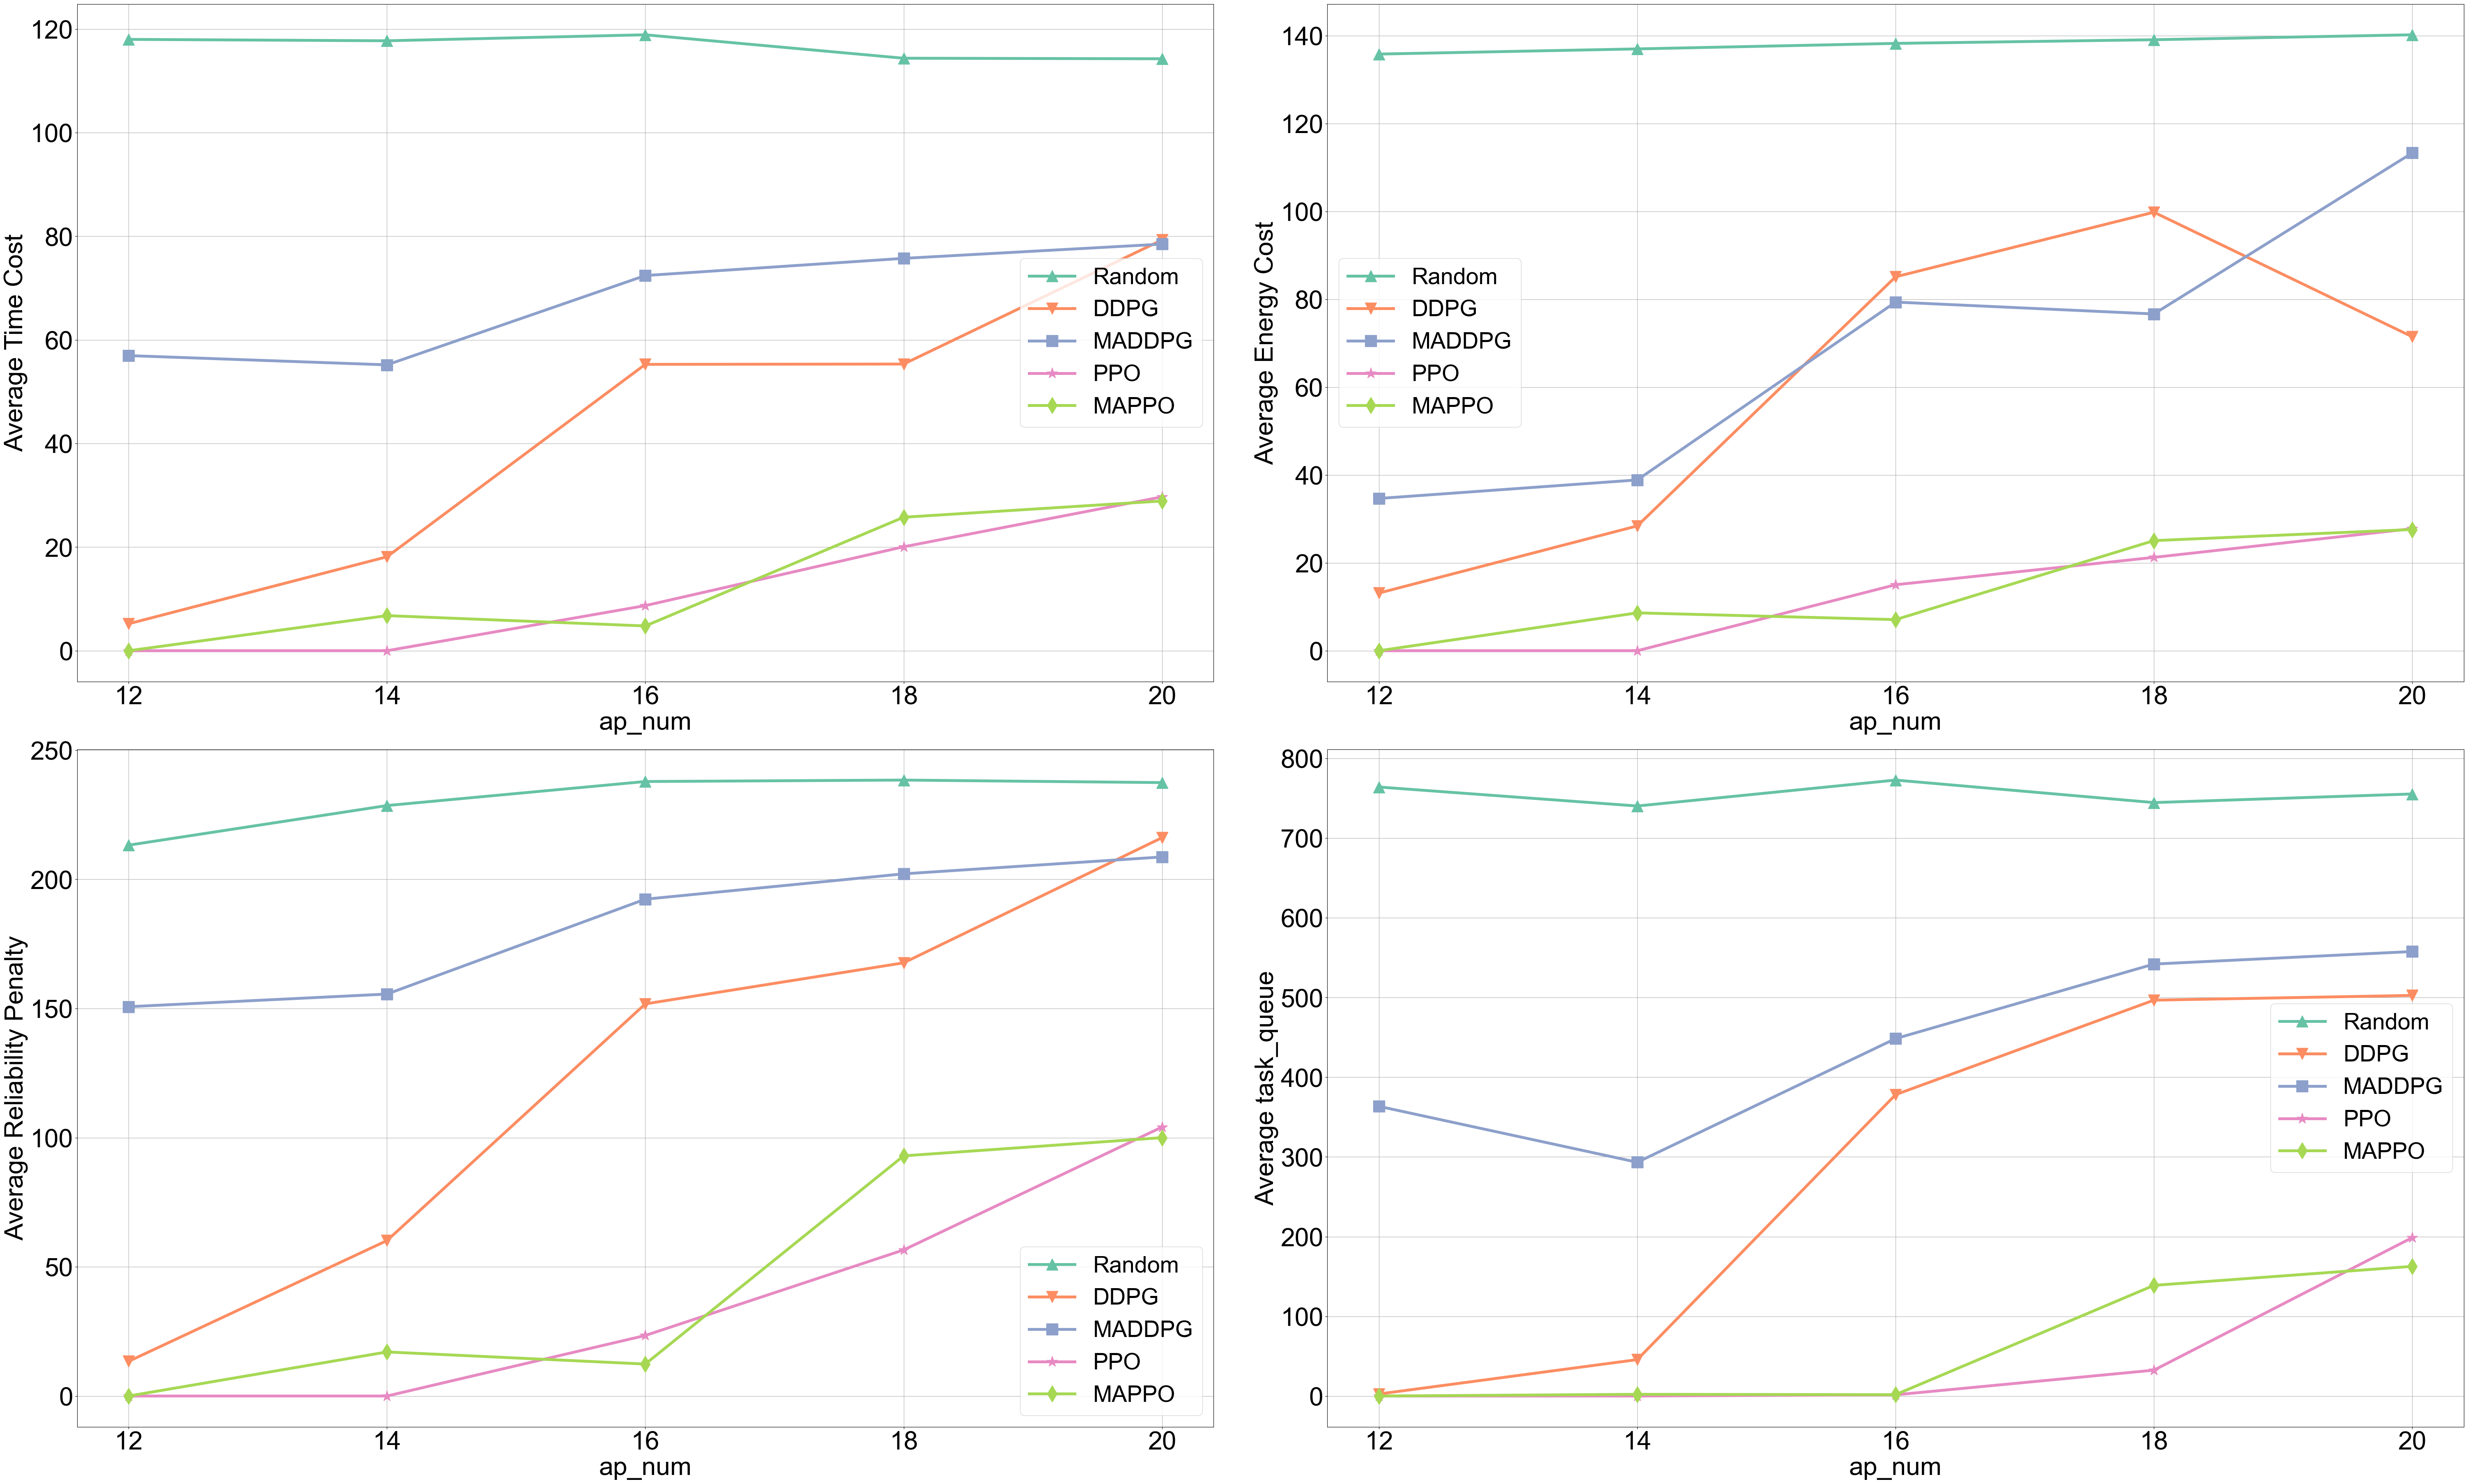 120
100
80
60
40
20
0
Average Time Cost
12 14 16 18 20
ap_num
Random
DDPG
MADDPG
PPO
MAPPO
140
120
100
80
60
40
20
0
Average Energy Cost
12 14 16 18 20
ap_num
Random
DDPG
MADDPG
PPO
MAPPO
250
200
150
100
50
0
Average Reliability Penalty
12 14 16 18 20
ap_num
Random
DDPG
MADDPG
PPO
MAPPO
800
700
600
500
400
300
200
100
0
Average task_queue
12 14 16 18 20
ap_num
Random
DDPG
MADDPG
PPO
MAPPO